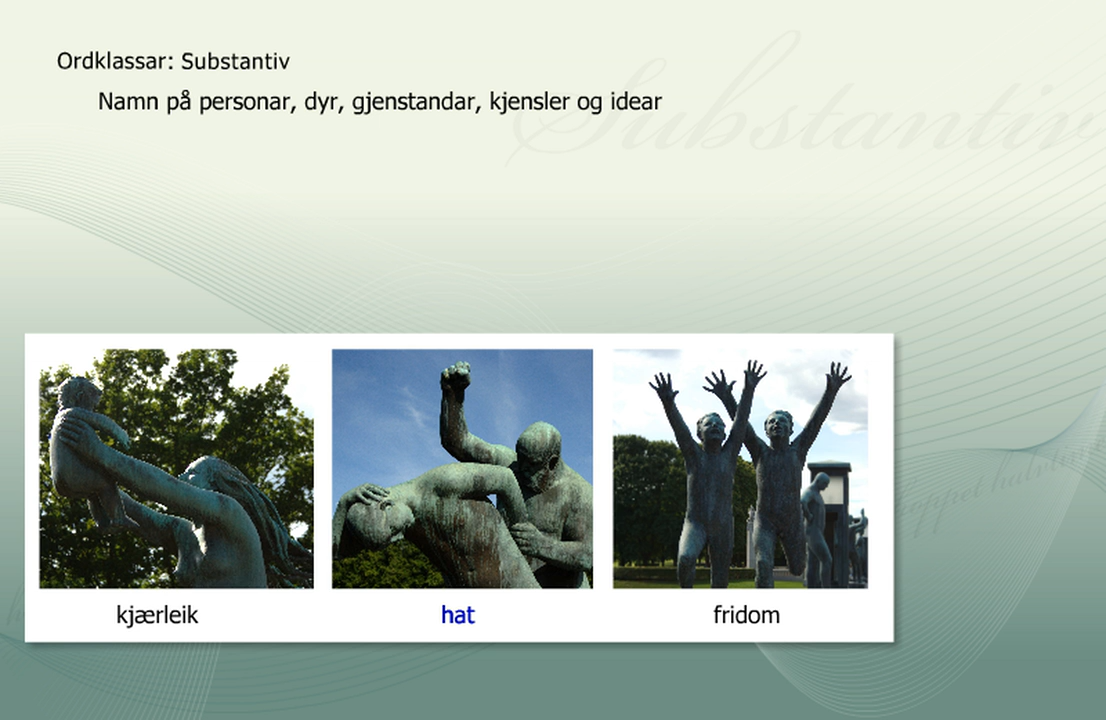 Ordklassar: Substantiv
Namn på personar, dyr, gjenstandar, kjensler og idear
Substantiv
kjærleik
hat
fridom